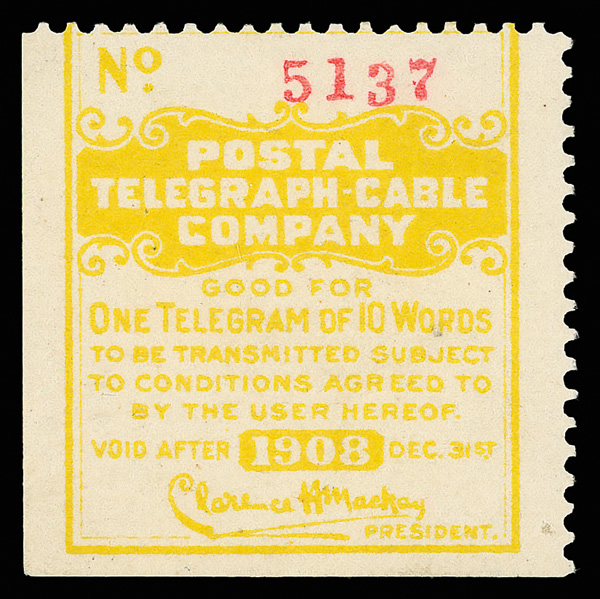 No. 5137
POSTAL
TELEGRAPH-CABLE
COMPANY
GOOD FOR
ONE TELEGRAM OF 10 WORDS
TO BE TRANSMITTED SUBJECT
TO CONDITIONS AGREED TO
BY THE USER HEREOF.
VOID AFTER 1908 DEC. 31ST
Clarence H Mackay
PRESIDENT.